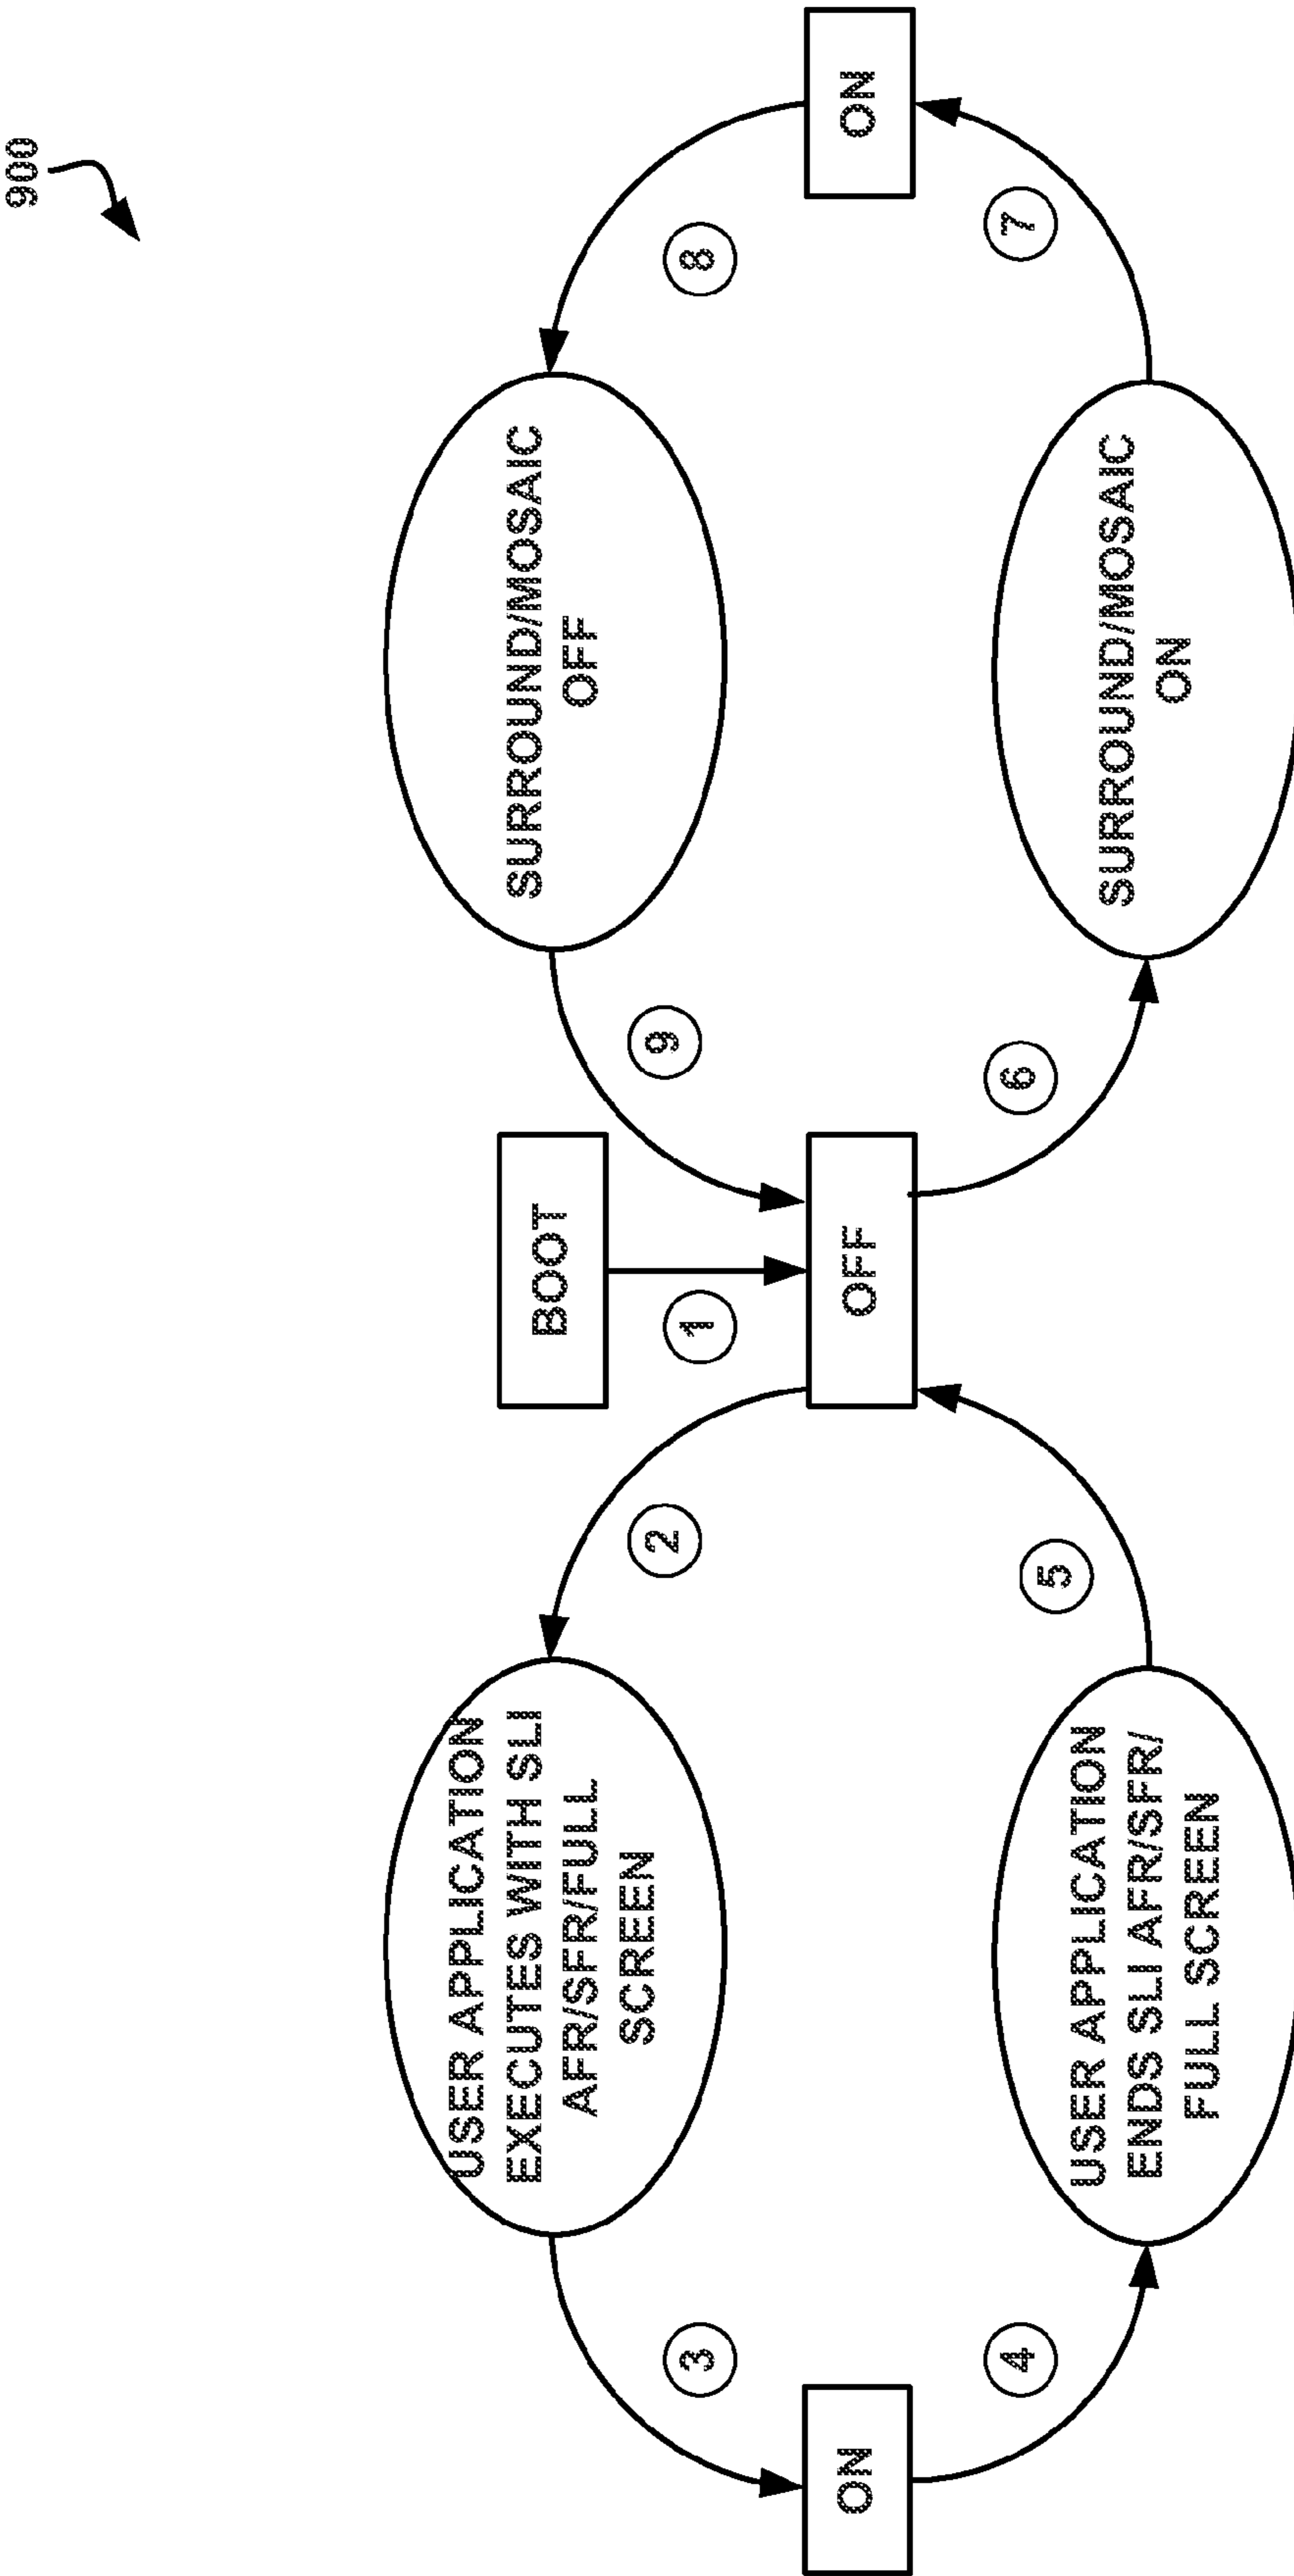 900
USER APPLICATION
EXECUTES WITH SLI
AFR/SFR/FULL
SCREEN
BOOT
SURROUND/MOSAIC
OFF
3
2
1
9
8
ON
OFF
ON
4
5
6
7
USER APPLICATION
ENDS SLI AFR/SFR/
FULL SCREEN
SURROUND/MOSAIC
ON